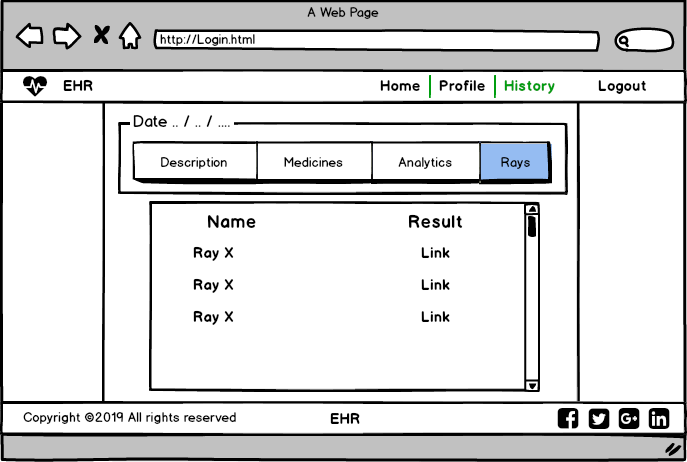 A Web Page
http://Login.html
EHR Home Profile History Logout
Date .. / .. / ....
Description Medicines Analytics Rays
Name Result
Ray X Link
Ray X Link
Ray X Link
Copyright ©2019 All rights reserved EHR